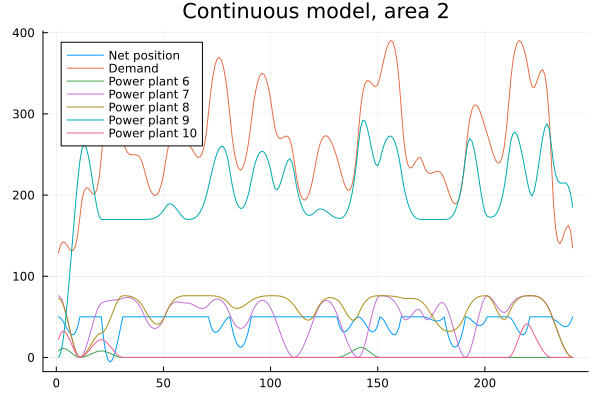 Continuous model, area 2
400
Net position
Demand
Power plant 6
300
Power plant 7
Power plant 8
Power plant 9
Power plant 10
200
100
0
0 50 100 150 200